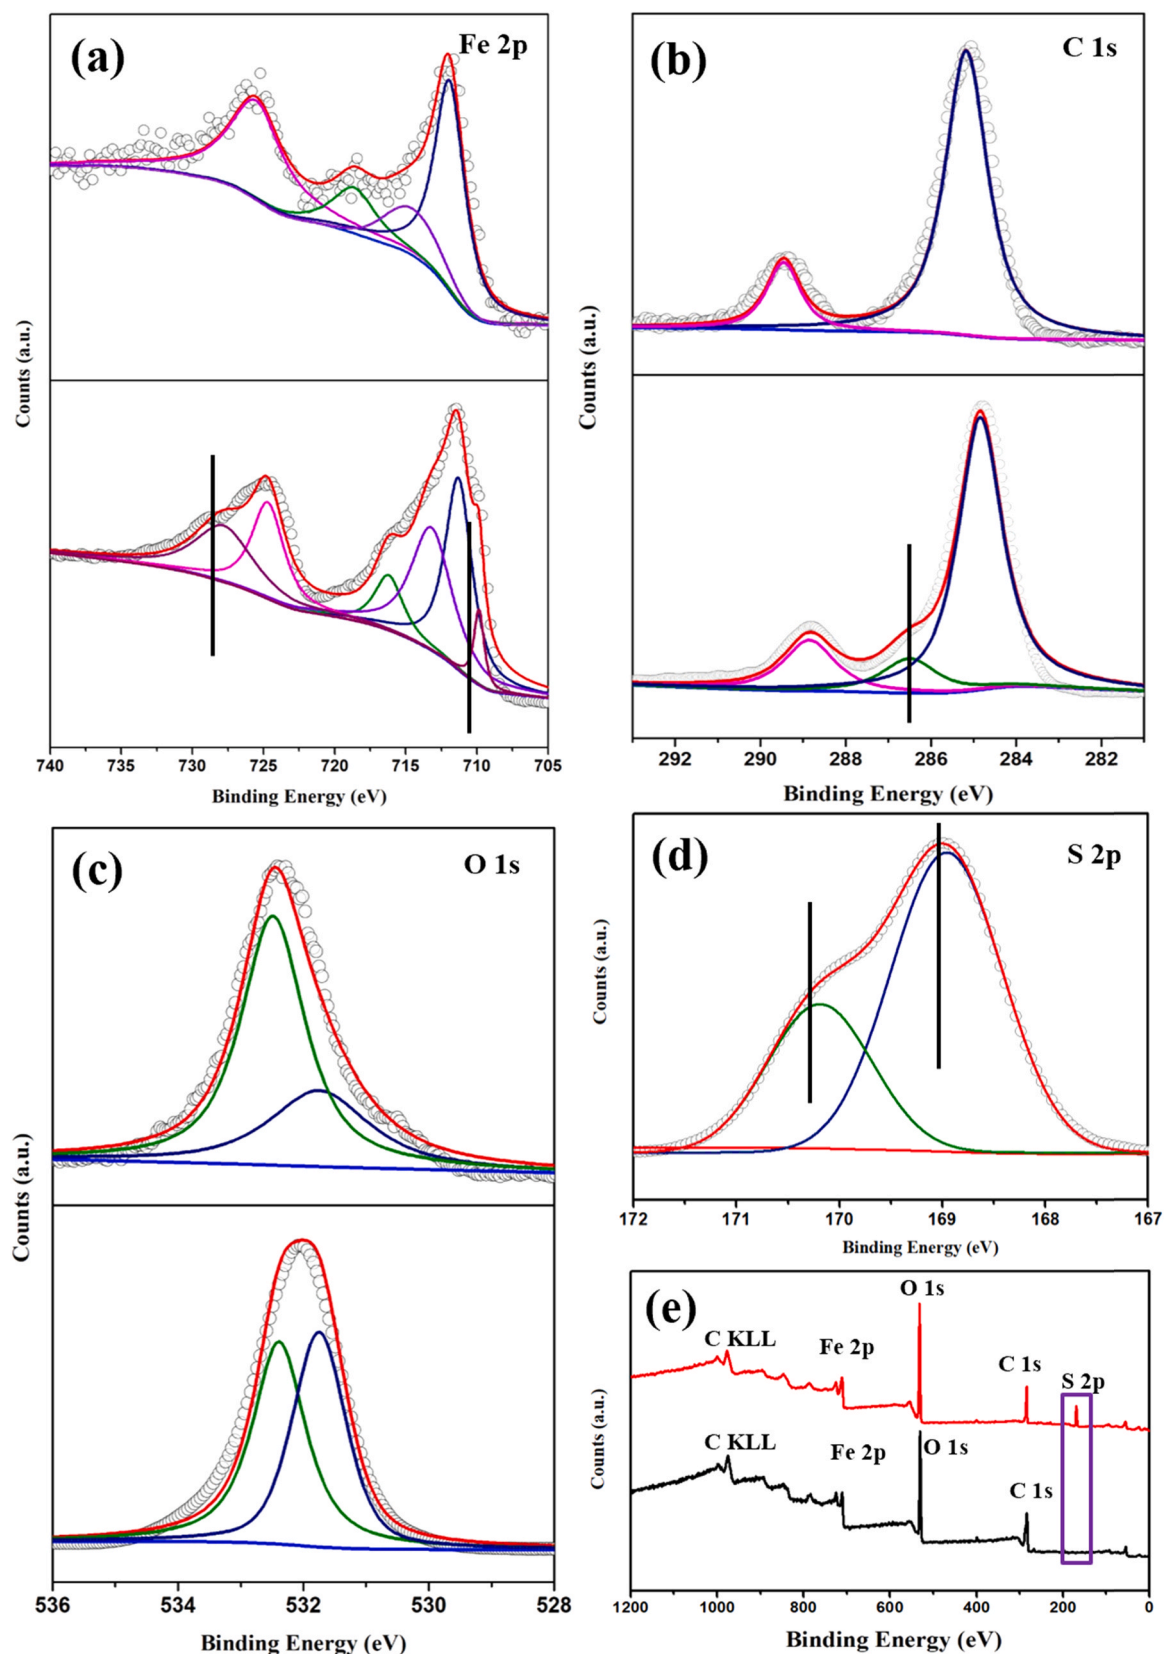 (a)
Fe 2p
Counts (a.u.)
740 735 730 725 720 715 710 705
Binding Energy (eV)
(b)
C 1s
Counts (a.u.)
292 290 288 286 284 282
Binding Energy (eV)
(c)
O 1s
Counts (a.u.)
536 534 532 530 528
Binding Energy (eV)
(d)
S 2p
Counts (a.u.)
172 171 170 169 168 167
Binding Energy (eV)
(e)
O 1s
C KLL
Fe 2p
C 1s
S 2p
C KLL
Fe 2p
O 1s
C 1s
Counts (a.u.)
1200 1000 800 600 400 200 0
Binding Energy (eV)